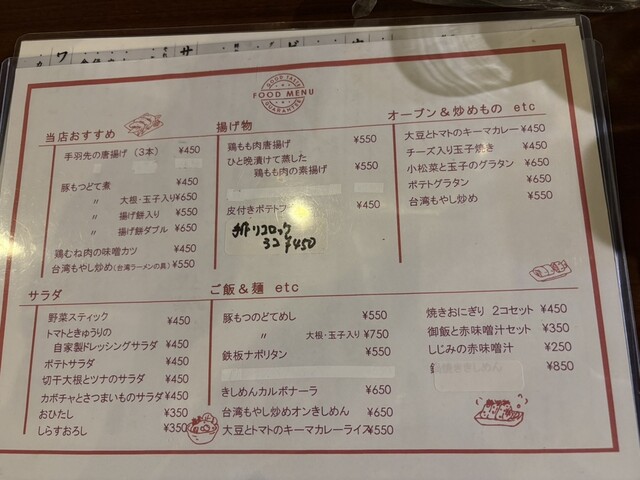 GOOD TASTE
FOOD MENU
GUARANTEE
当店おすすめ
手羽先の唐揚げ（3本） ¥450
豚もつどて煮 ¥450
〃 大根・玉子入り ¥650
〃 揚げ餅入り ¥550
〃 揚げ餅ダブル ¥650
鶏むね肉の味噌カツ ¥450
台湾もやし炒め（台湾ラーメンの具） ¥550
揚げ物
鶏もも肉唐揚げ ¥550
ひと晩漬けて蒸した
鶏もも肉の素揚げ ¥550
皮付きポテトフ ¥450
コロッケ
3コ ¥450
オーブン＆炒めもの etc
大豆とトマトのキーマカレー ¥450
チーズ入り玉子焼き ¥450
小松菜と玉子のグラタン ¥650
ポテトグラタン ¥650
台湾もやし炒め ¥550
サラダ
野菜スティック ¥450
トマトときゅうりの
自家製ドレッシングサラダ ¥450
ポテトサラダ ¥450
切干大根とツナのサラダ ¥450
カボチャとさつまいものサラダ ¥450
おひたし ¥350
しらすおろし ¥350
ご飯＆麺 etc
豚もつのどてめし ¥550
〃 大根・玉子入り ¥750
鉄板ナポリタン ¥550
きしめんカルボナーラ ¥650
台湾もやし炒めオンきしめん ¥650
大豆とトマトのキーマカレーライス ¥550
焼きおにぎり 2コセット ¥450
御飯と赤味噌汁セット ¥350
しじみの赤味噌汁 ¥250
鍋焼ききしめん ¥850